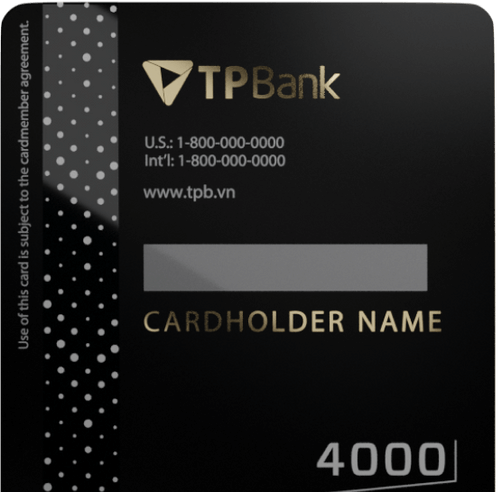 Use of this card is subject to the cardmember agreement.
TPBank
U.S.: 1-800-000-0000
Int'l: 1-800-000-0000
www.tpb.vn
CARDHOLDER NAME
4000